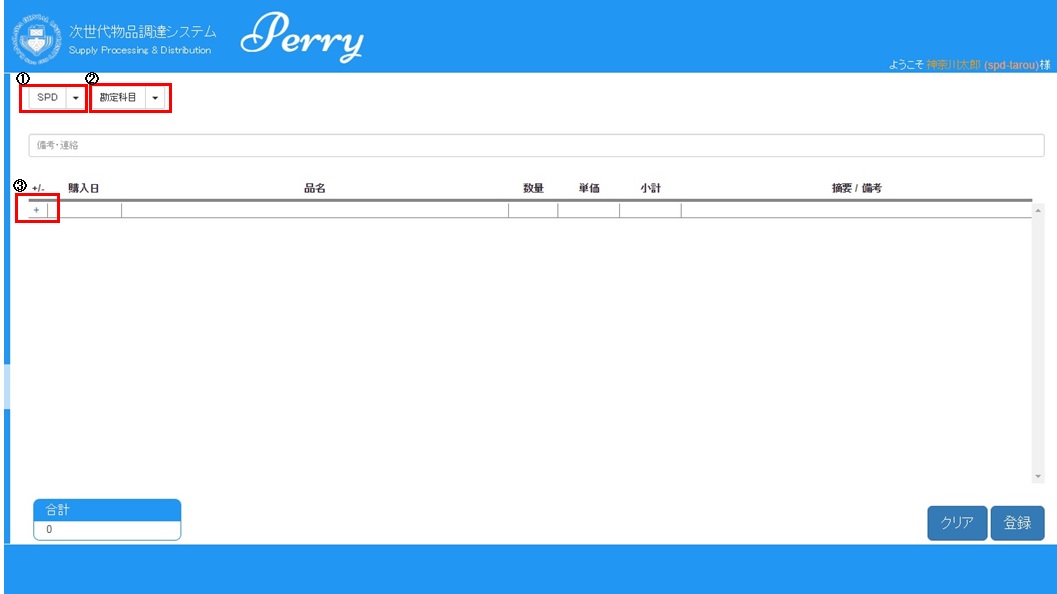 次世代物品調達システム
Supply Processing & Distribution
Perry
ようこそ 神奈川太郎 (spd-tarou)様
① ②
SPD 勘定科目
備考・連絡
③
+/- 購入日 品名 数量 単価 小計 摘要 / 備考
+
合計
0
クリア 登録